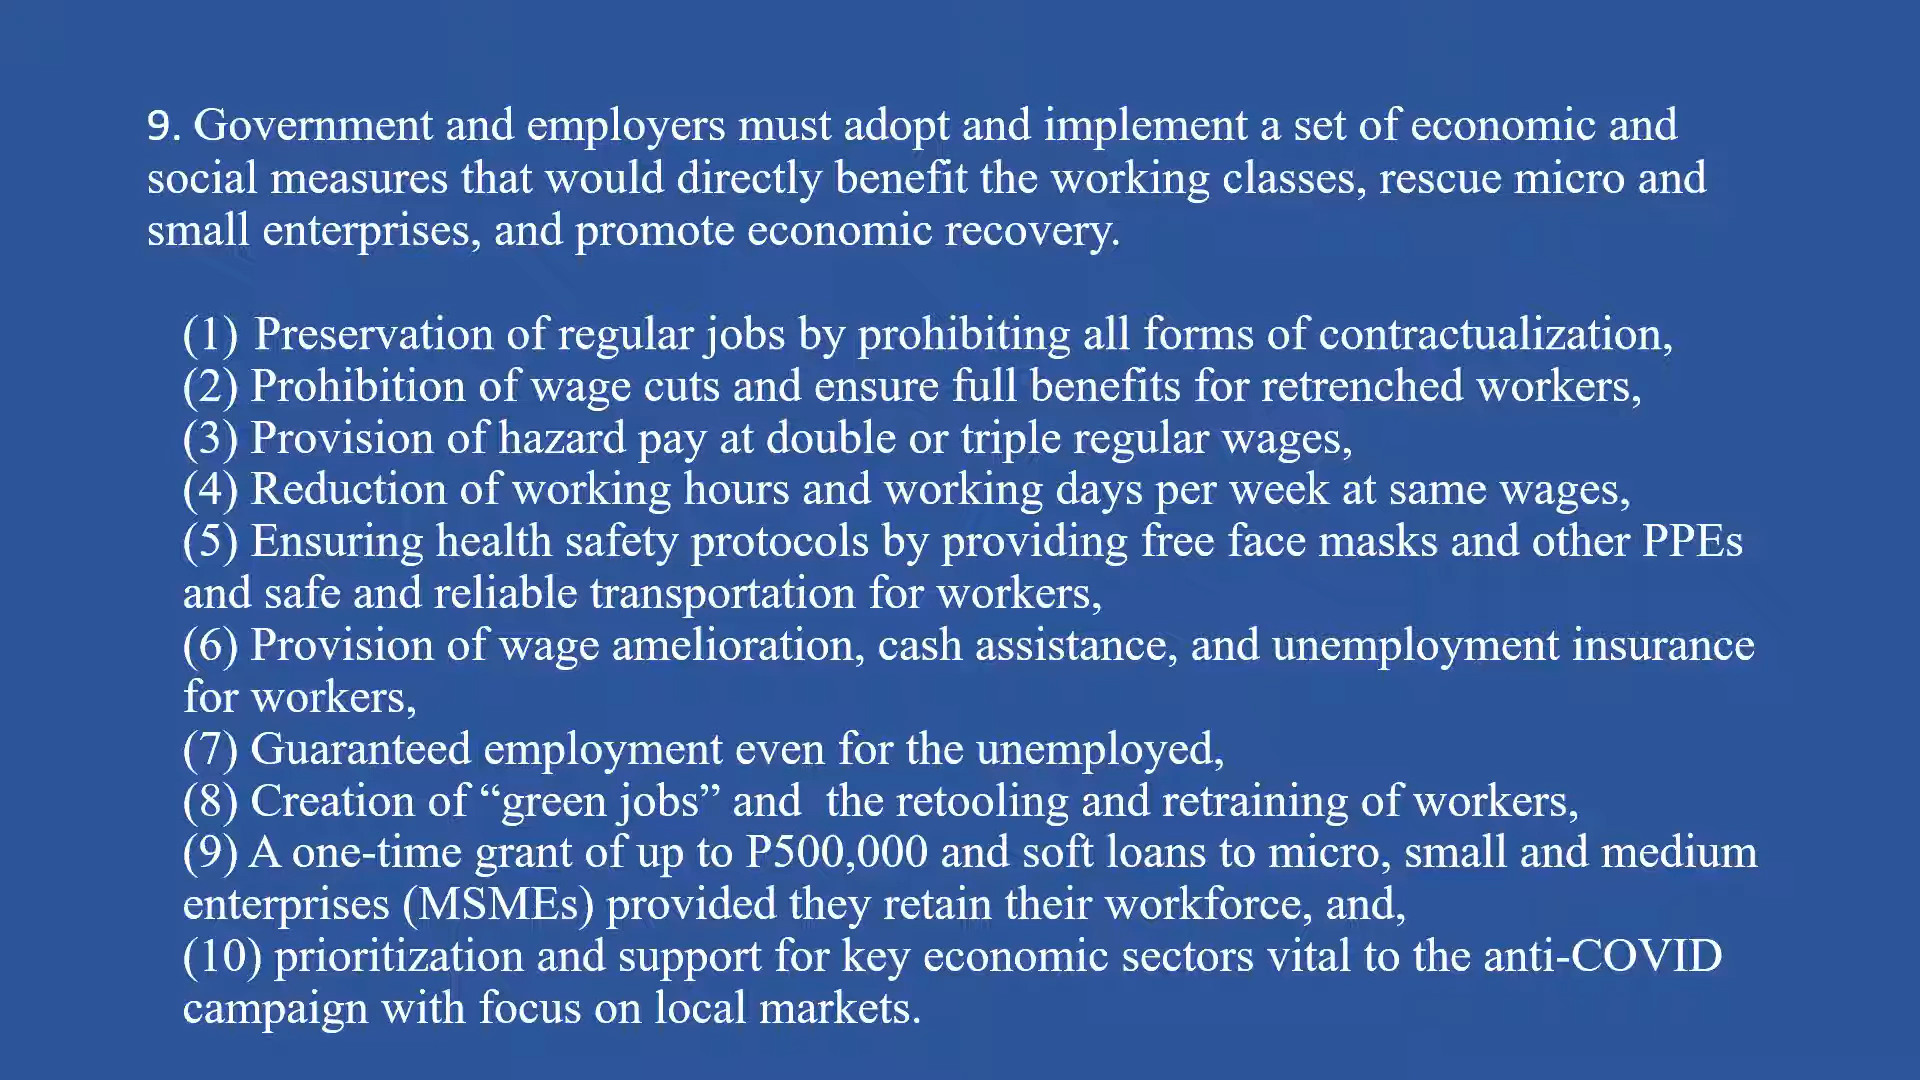 9. Government and employers must adopt and implement a set of economic and
social measures that would directly benefit the working classes, rescue micro and
small enterprises, and promote economic recovery.
(1) Preservation of regular jobs by prohibiting all forms of contractualization,
(2) Prohibition of wage cuts and ensure full benefits for retrenched workers,
(3) Provision of hazard pay at double or triple regular wages,
(4) Reduction of working hours and working days per week at same wages,
(5) Ensuring health safety protocols by providing free face masks and other PPEs
and safe and reliable transportation for workers,
(6) Provision of wage amelioration, cash assistance, and unemployment insurance
for workers,
(7) Guaranteed employment even for the unemployed,
(8) Creation of “green jobs” and  the retooling and retraining of workers,
(9) A one-time grant of up to P500,000 and soft loans to micro, small and medium
enterprises (MSMEs) provided they retain their workforce, and,
(10) prioritization and support for key economic sectors vital to the anti-COVID
campaign with focus on local markets.